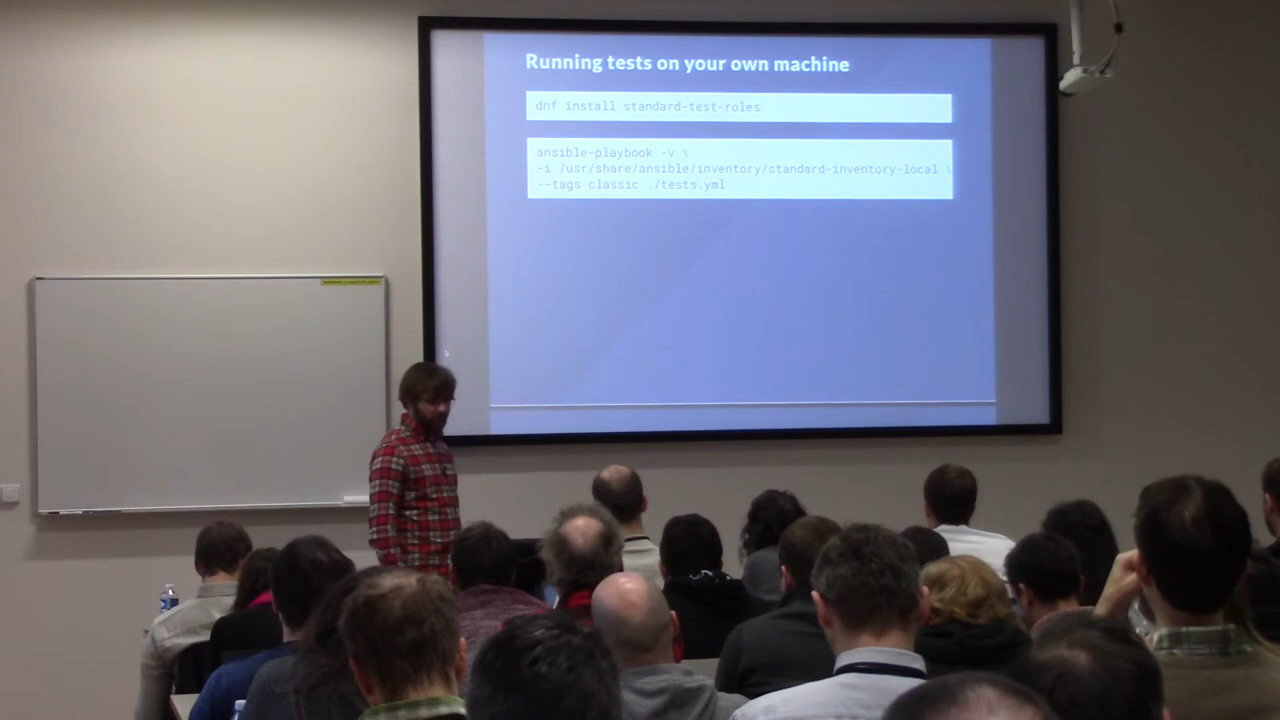 Running tests on your own machine
dnf install standard-test-roles
ansible-playbook -v \
-i /usr/share/ansible/inventory/standard-inventory-local \
--tags classic ./tests.yml